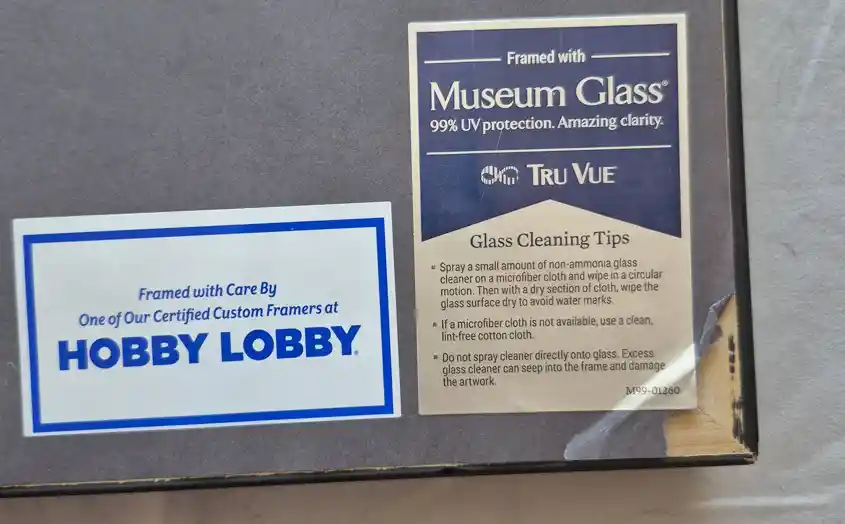 Framed with Care By
One of Our Certified Custom Framers at
HOBBY LOBBY®
Framed with
Museum Glass®
99% UV protection. Amazing clarity.
TRU VUE
Glass Cleaning Tips
▪ Spray a small amount of non-ammonia glass
cleaner on a microfiber cloth and wipe in a circular
motion. Then with a dry section of cloth, wipe the
glass surface dry to avoid water marks.
▪ If a microfiber cloth is not available, use a clean,
lint-free cotton cloth.
▪ Do not spray cleaner directly onto glass. Excess
glass cleaner can seep into the frame and damage
the artwork.
M99-01260